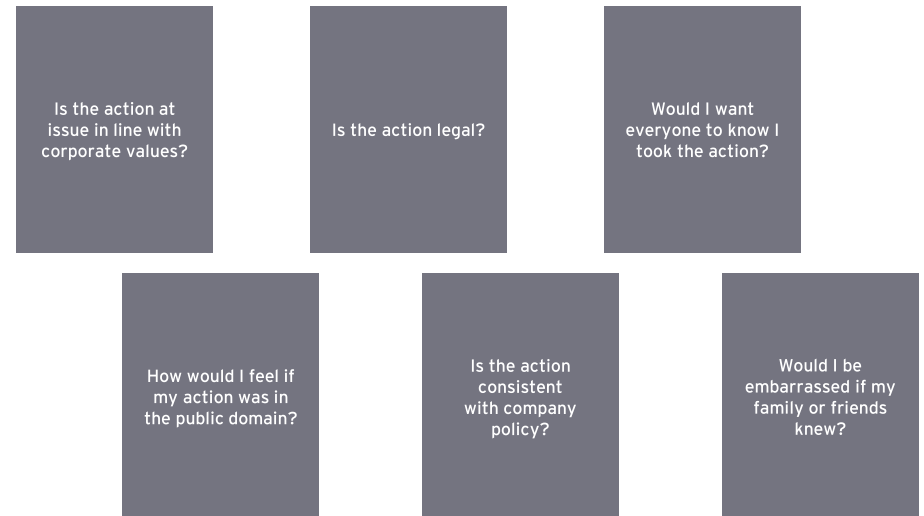 Is the action at
issue in line with
corporate values?
Is the action legal?
Would I want
everyone to know I
took the action?
How would I feel if
my action was in
the public domain?
Is the action
consistent
with company
policy?
Would I be
embarrassed if my
family or friends
knew?